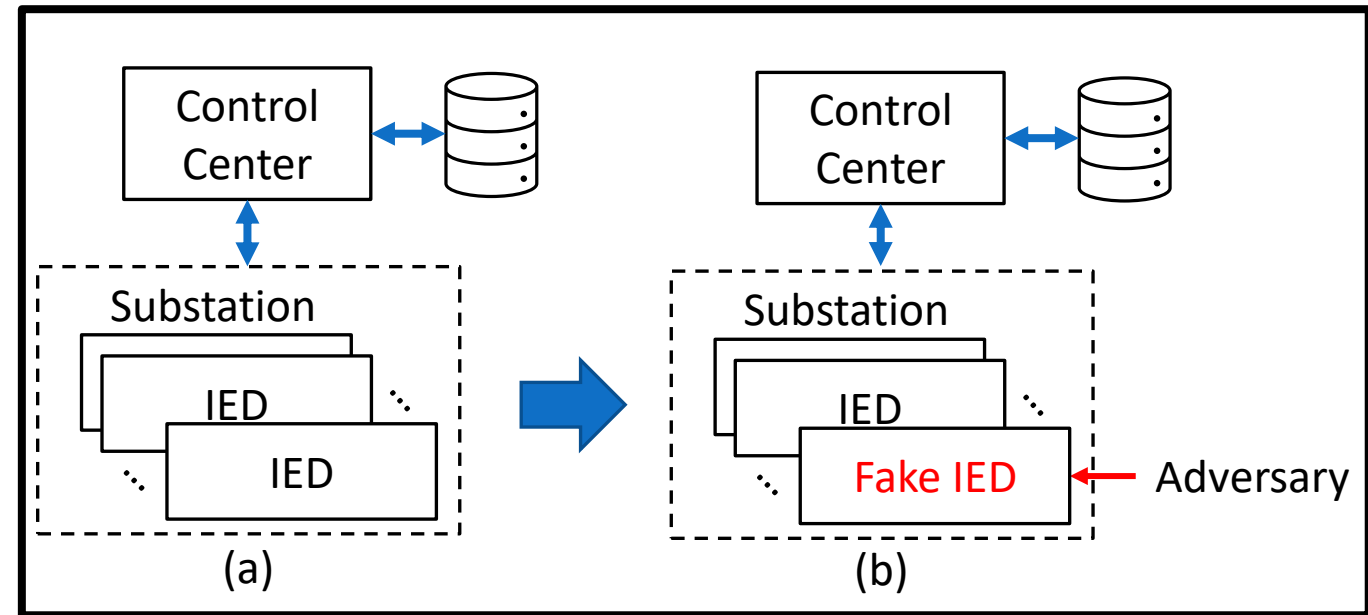 Control
Center
Substation
IED
IED
(a)
Control
Center
Substation
IED
Fake IED
Adversary
(b)